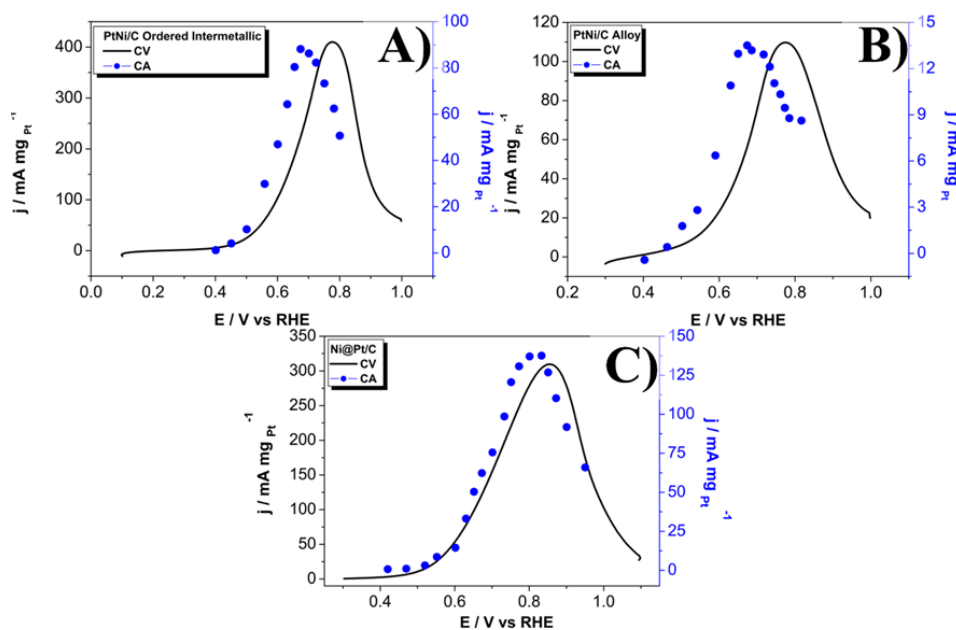 A)
PtNi/C Ordered Intermetallic
CV
CA
400
300
200
100
0
100
80
60
40
20
0
0.0 0.2 0.4 0.6 0.8 1.0
j / mA mg Pt -1
j / mA mg Pt -1
E / V vs RHE
B)
PtNi/C Alloy
CV
CA
120
100
80
60
40
20
0
15
12
9
6
3
0
0.2 0.4 0.6 0.8 1.0
j / mA mg Pt -1
j / mA mg Pt -1
E / V vs RHE
C)
Ni@Pt/C
CV
CA
350
300
250
200
150
100
50
0
150
125
100
75
50
25
0
0.4 0.6 0.8 1.0
j / mA mg Pt -1
j / mA mg Pt -1
E / V vs RHE